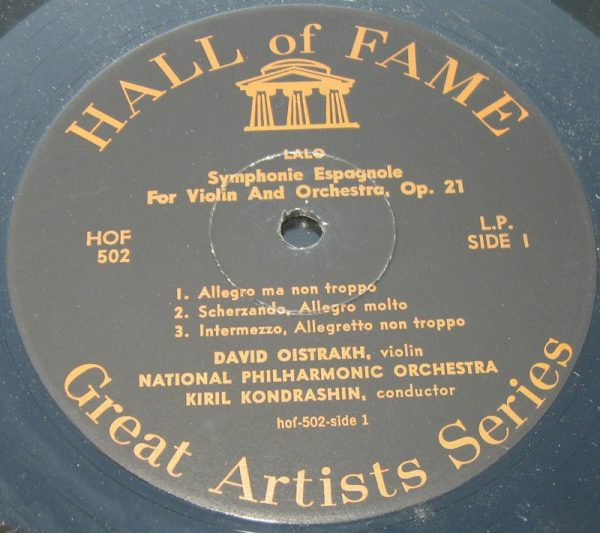 HALL of FAME
LALO
Symphonie Espagnole
For Violin And Orchestra, Op. 21
HOF
502
L.P.
SIDE 1
1. Allegro ma non troppo
2. Scherzando, Allegro molto
3. Intermezzo, Allegretto non troppo
DAVID OISTRAKH, violin
NATIONAL PHILHARMONIC ORCHESTRA
KIRIL KONDRASHIN, conductor
hof-502-side 1
Great Artists Series